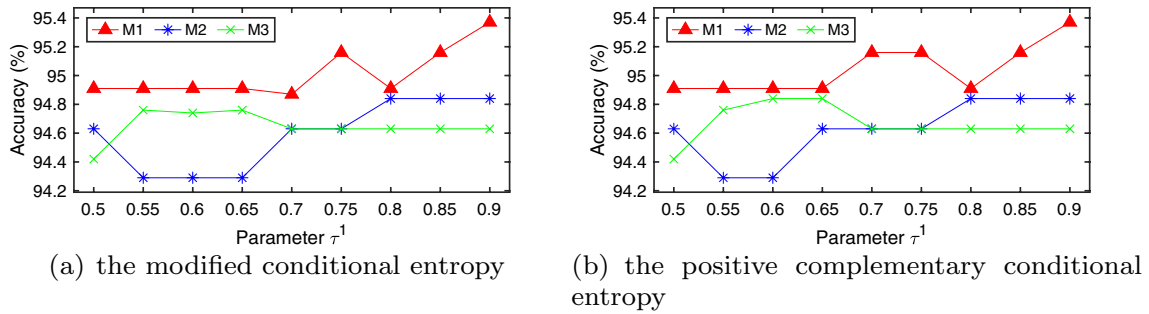 95.4
95.2
95
94.8
94.6
94.4
94.2
Accuracy (%)
M1 M2 M3
0.5 0.55 0.6 0.65 0.7 0.75 0.8 0.85 0.9
Parameter τ¹
(a) the modified conditional entropy
95.4
95.2
95
94.8
94.6
94.4
94.2
Accuracy (%)
M1 M2 M3
0.5 0.55 0.6 0.65 0.7 0.75 0.8 0.85 0.9
Parameter τ¹
(b) the positive complementary conditional
entropy